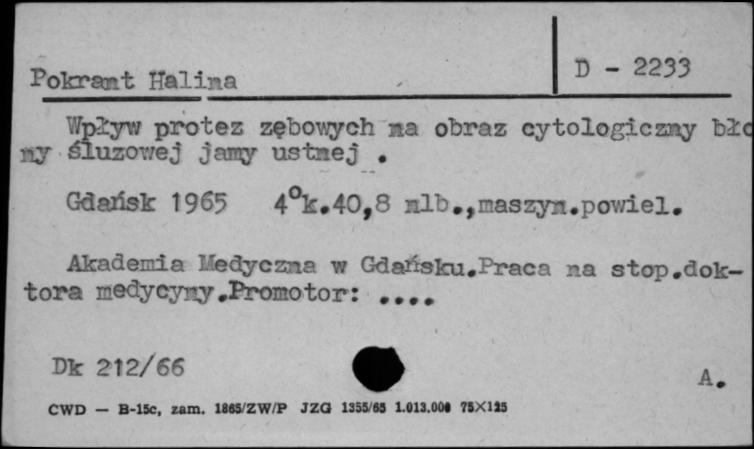 Pokrant Halina
D - 2233
Wpływ protez zębowych na obraz cytologiczny bło
ny śluzowej jamy ustnej .
Gdańsk 1965 4°k.40,8 nlb.,maszyn.powiel.
Akademia Medyczna w Gdańsku.Praca na stop.dok-
tora medycyny.Promotor: ....
Dk 212/66
A.
CWD — B-15c, zam. 1865/ZW/P JZG 1355/65 1.013.000 75X125